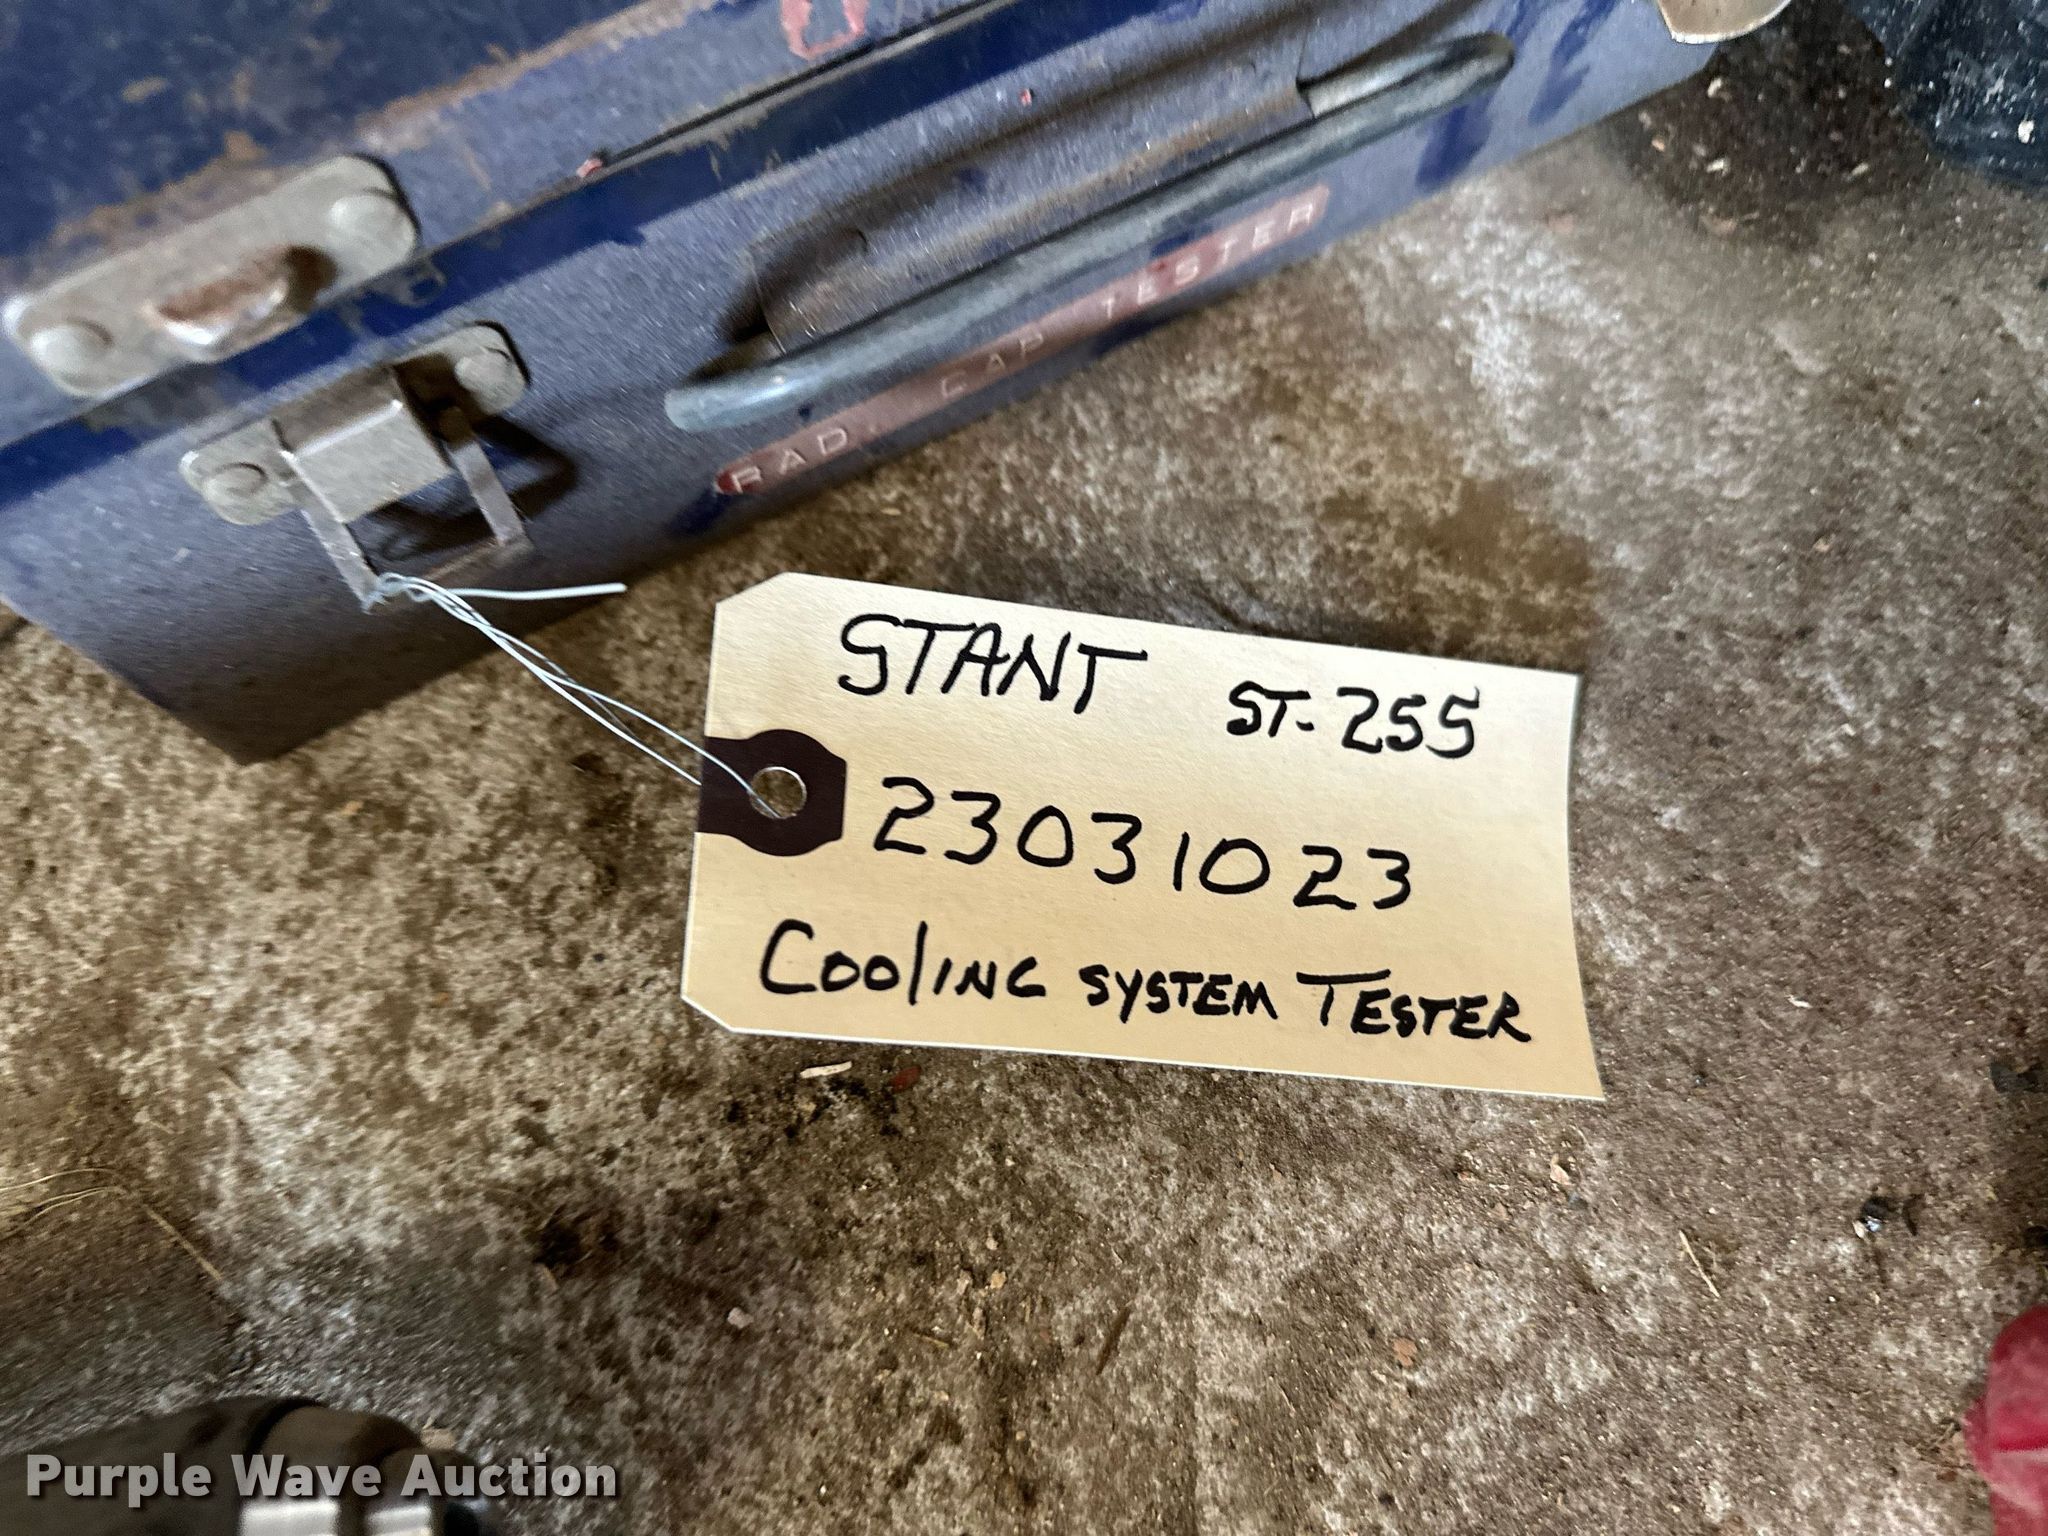 RAD. CAP TESTER
STANT ST-255
23031023
Cooling SYSTEM TESTER
Purple Wave Auction